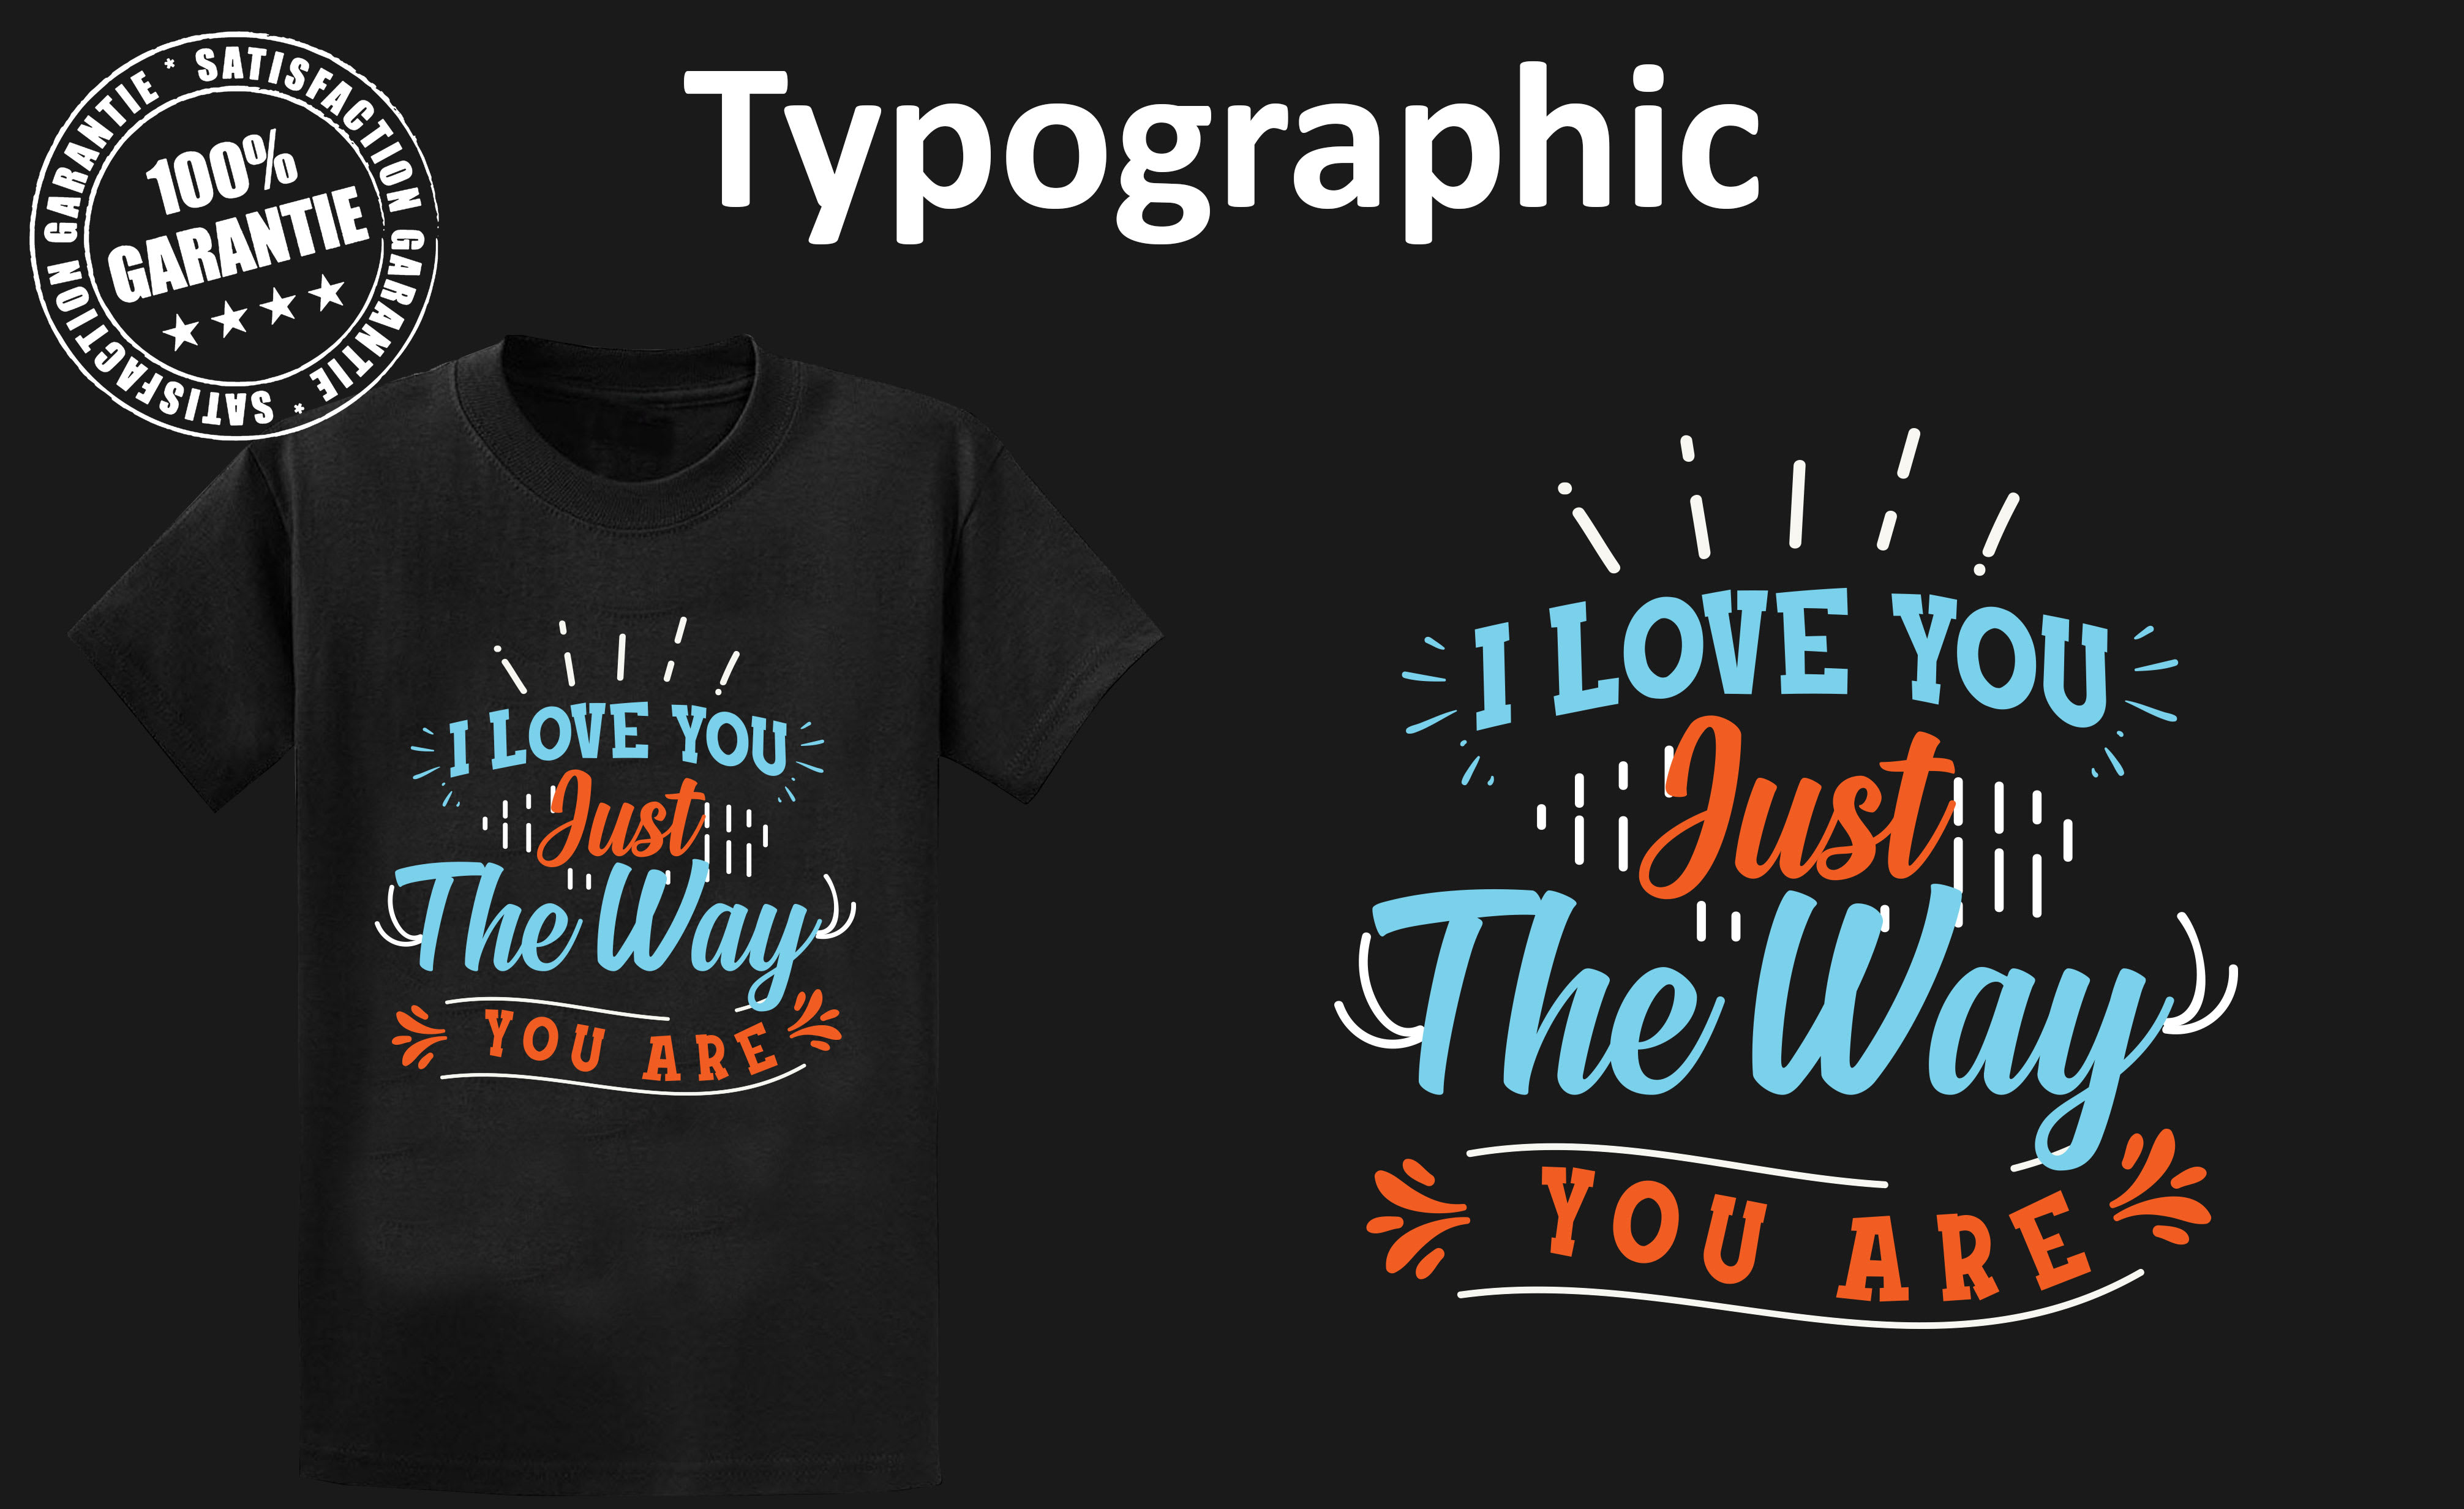 SATISFACTION GARANTIE * SATISFACTION GARANTIE *
100%
GARANTIE
Typographic
I LOVE YOU
Just
The Way
YOU ARE
I LOVE YOU
Just
The Way
YOU ARE